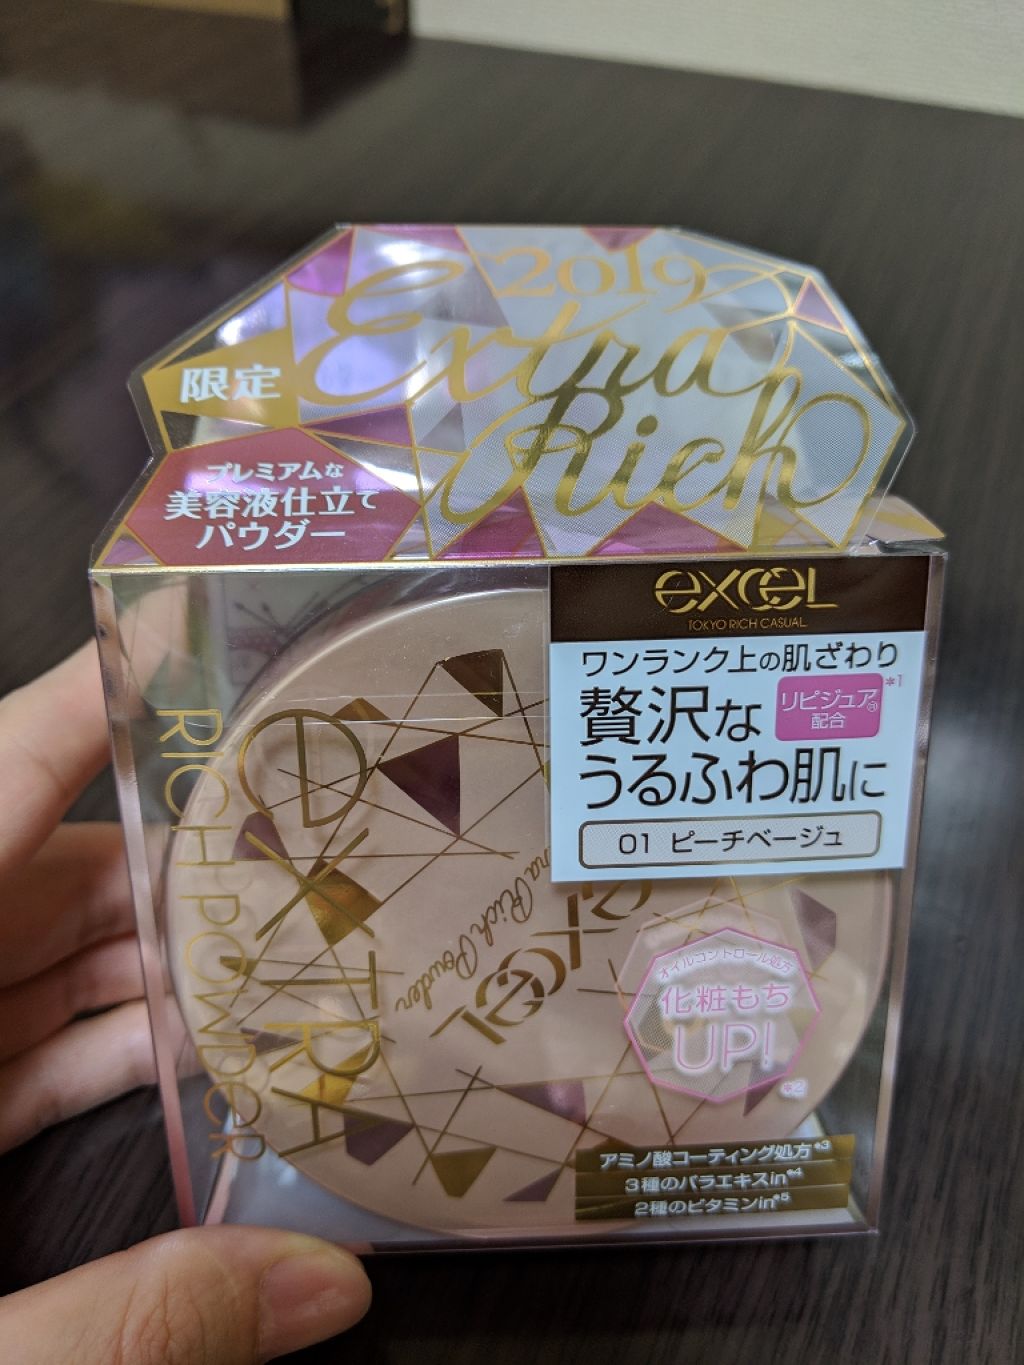 2019
Extra
Rich
限定
プレミアムな
美容液仕立て
パウダー
excel
TOKYO RICH CASUAL
ワンランク上の肌ざわり
贅沢な
リピジュア®*1
配合
うるふわ肌に
01 ピーチベージュ
EXTRA
RICH POWDER
excel
Extra Rich Powder
オイルコントロール処方
化粧もち
UP!
*2
アミノ酸コーティング処方*3
3種のバラエキスin*4
2種のビタミンin*5